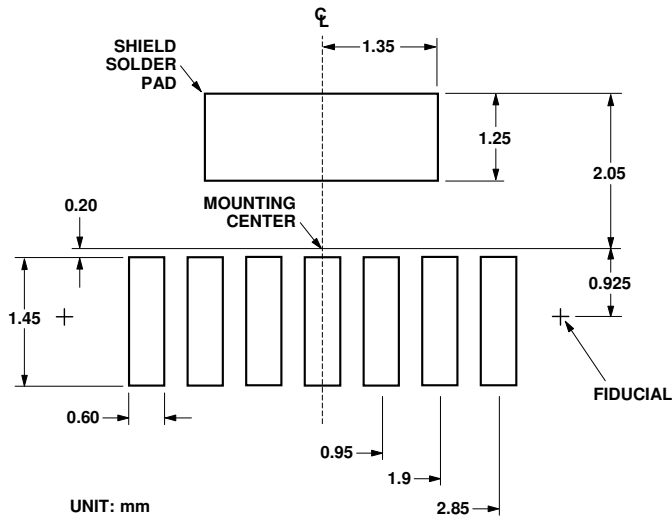 ℄
1.35
SHIELD
SOLDER
PAD
1.25
2.05
MOUNTING
CENTER
0.20
0.925
1.45
FIDUCIAL
0.60
0.95
1.9
2.85
UNIT: mm